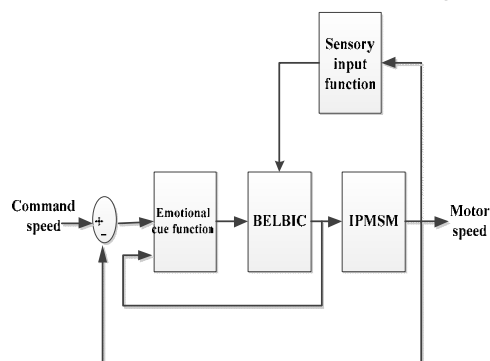 Sensory
input
function
Command
speed
+
-
Emotional
cue function
BELBIC
IPMSM
Motor
speed